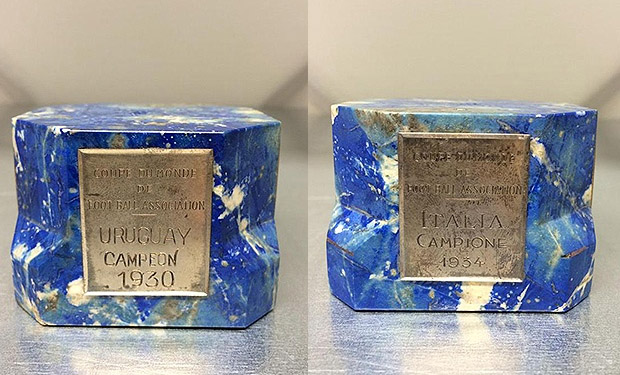 COUPE DU MONDE
DE
FOOT-BALL ASSOCIATION
URUGUAY
CAMPEON
1930
COUPE DU MONDE
DE
FOOT-BALL ASSOCIATION
ITALIA
CAMPIONE
1934